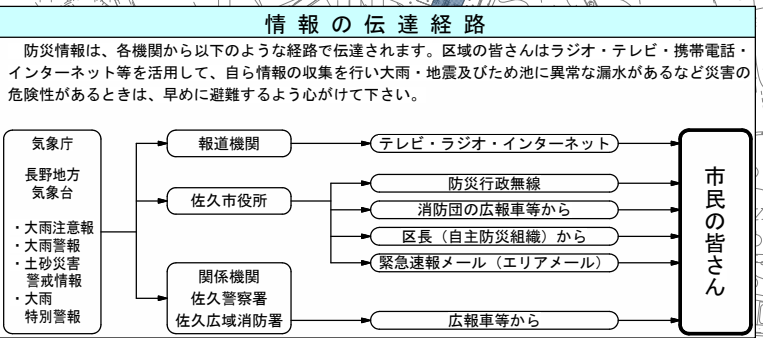 情報の伝達経路
防災情報は、各機関から以下のような経路で伝達されます。区域の皆さんはラジオ・テレビ・携帯電話・
インターネット等を活用して、自ら情報の収集を行い大雨・地震及びため池に異常な漏水があるなど災害の
危険性があるときは、早めに避難するよう心がけて下さい。
気象庁
長野地方
気象台
・大雨注意報
・大雨警報
・土砂災害
警戒情報
・大雨
特別警報
報道機関
佐久市役所
関係機関
佐久警察署
佐久広域消防署
テレビ・ラジオ・インターネット
防災行政無線
消防団の広報車等から
区長（自主防災組織）から
緊急速報メール（エリアメール）
広報車等から
市民の皆さん